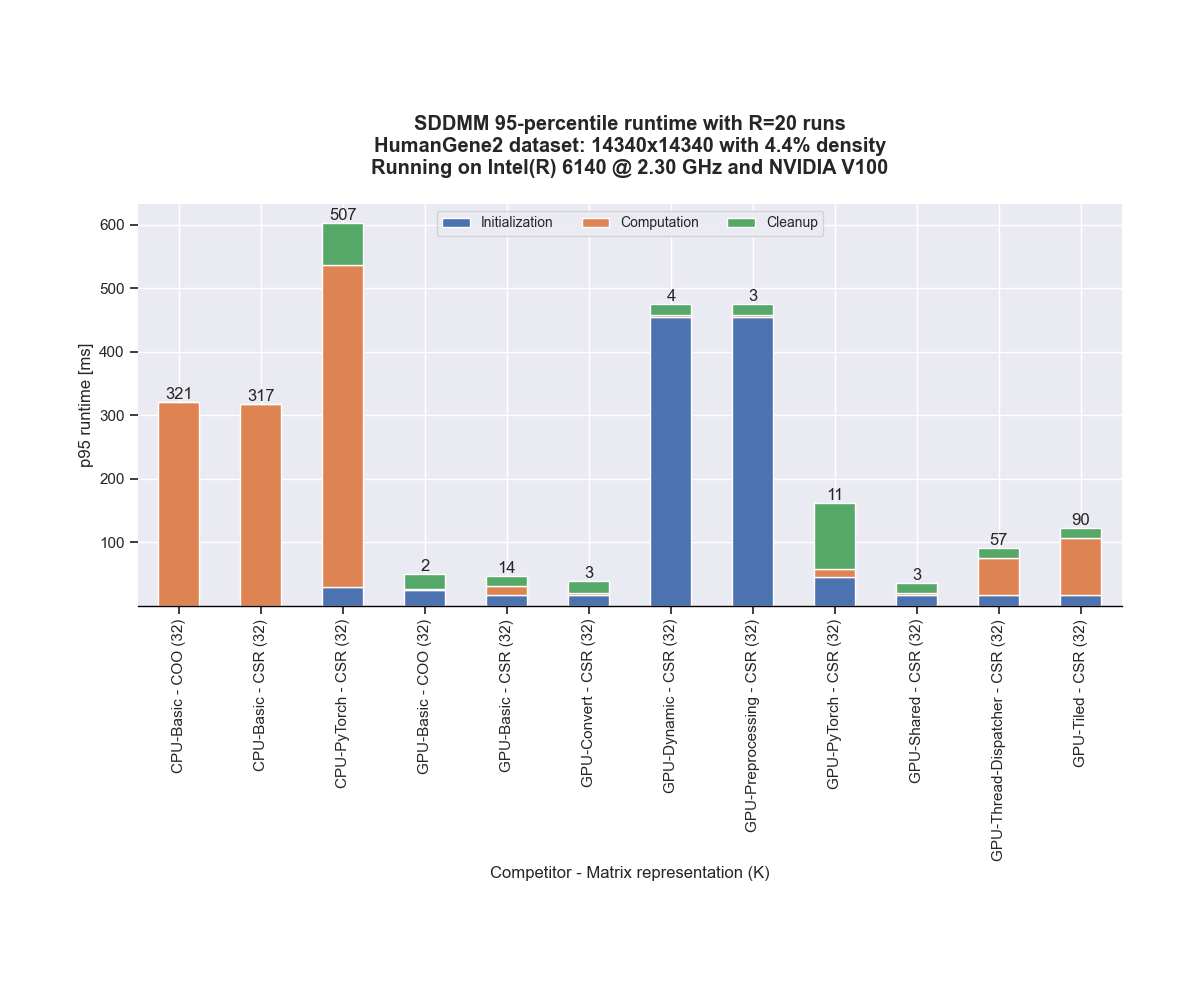 SDDMM 95-percentile runtime with R=20 runs
HumanGene2 dataset: 14340x14340 with 4.4% density
Running on Intel(R) 6140 @ 2.30 GHz and NVIDIA V100
Initialization
Computation
Cleanup
p95 runtime [ms]
600
500
400
300
200
100
321
317
507
2
14
3
4
3
11
3
57
90
CPU-Basic - COO (32)
CPU-Basic - CSR (32)
CPU-PyTorch - CSR (32)
GPU-Basic - COO (32)
GPU-Basic - CSR (32)
GPU-Convert - CSR (32)
GPU-Dynamic - CSR (32)
GPU-Preprocessing - CSR (32)
GPU-PyTorch - CSR (32)
GPU-Shared - CSR (32)
GPU-Thread-Dispatcher - CSR (32)
GPU-Tiled - CSR (32)
Competitor - Matrix representation (K)